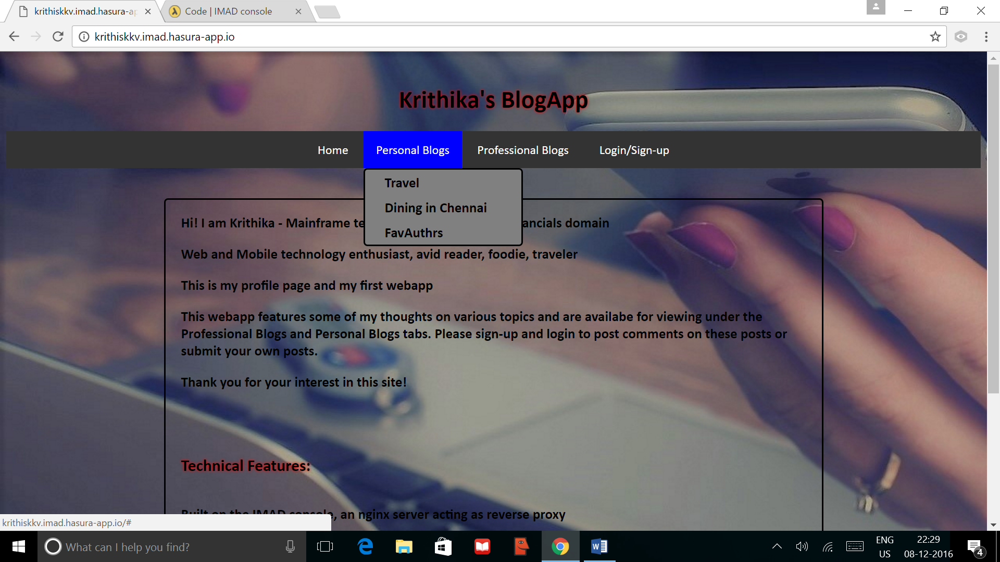 krithiskkv.imad.hasura-ap
Code | IMAD console
krithiskkv.imad.hasura-app.io
Krithika's BlogApp
Home Personal Blogs Professional Blogs Login/Sign-up
Travel
Dining in Chennai
FavAuthrs
Hi! I am Krithika - Mainframe te ancials domain
Web and Mobile technology enthusiast, avid reader, foodie, traveler
This is my profile page and my first webapp
This webapp features some of my thoughts on various topics and are availabe for viewing under the
Professional Blogs and Personal Blogs tabs. Please sign-up and login to post comments on these posts or
submit your own posts.
Thank you for your interest in this site!
Technical Features:
Built on the IMAD console, an nginx server acting as reverse proxy
krithiskkv.imad.hasura-app.io/#
What can I help you find?
ENG
US
22:29
08-12-2016
4